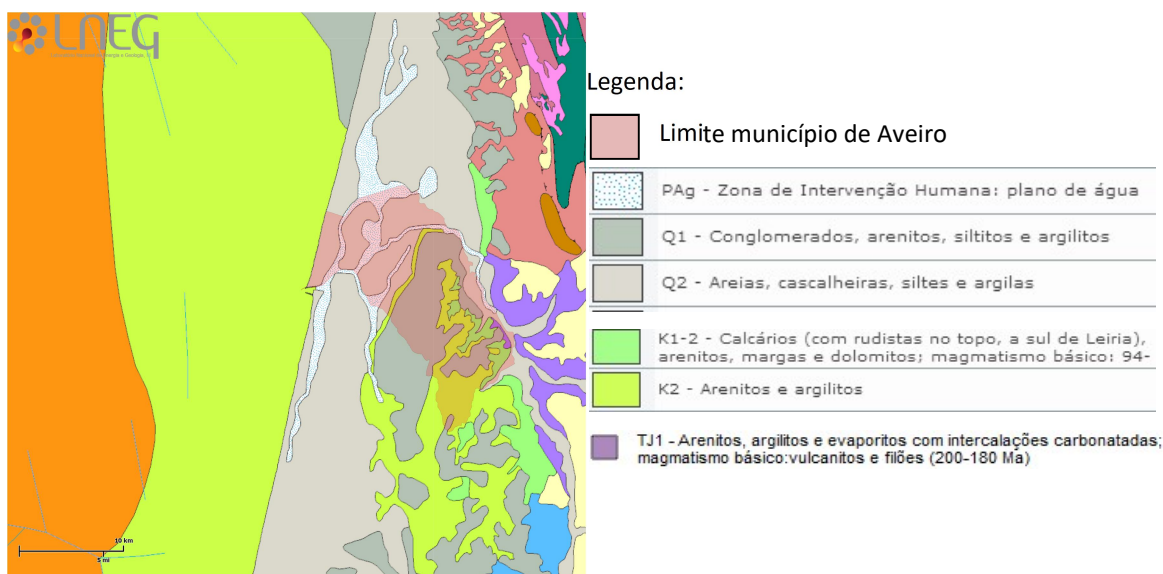 LNEG
Legenda:
Limite município de Aveiro
PAg - Zona de Intervenção Humana: plano de água
Q1 - Conglomerados, arenitos, siltitos e argilitos
Q2 - Areias, cascalheiras, siltes e argilas
K1-2 - Calcários (com rudistas no topo, a sul de Leiria),
arenitos, margas e dolomitos; magmatismo básico: 94-
K2 - Arenitos e argilitos
TJ1 - Arenitos, argilitos e evaporitos com intercalações carbonatadas;
magmatismo básico:vulcanitos e filões (200-180 Ma)
10 km
5 mi